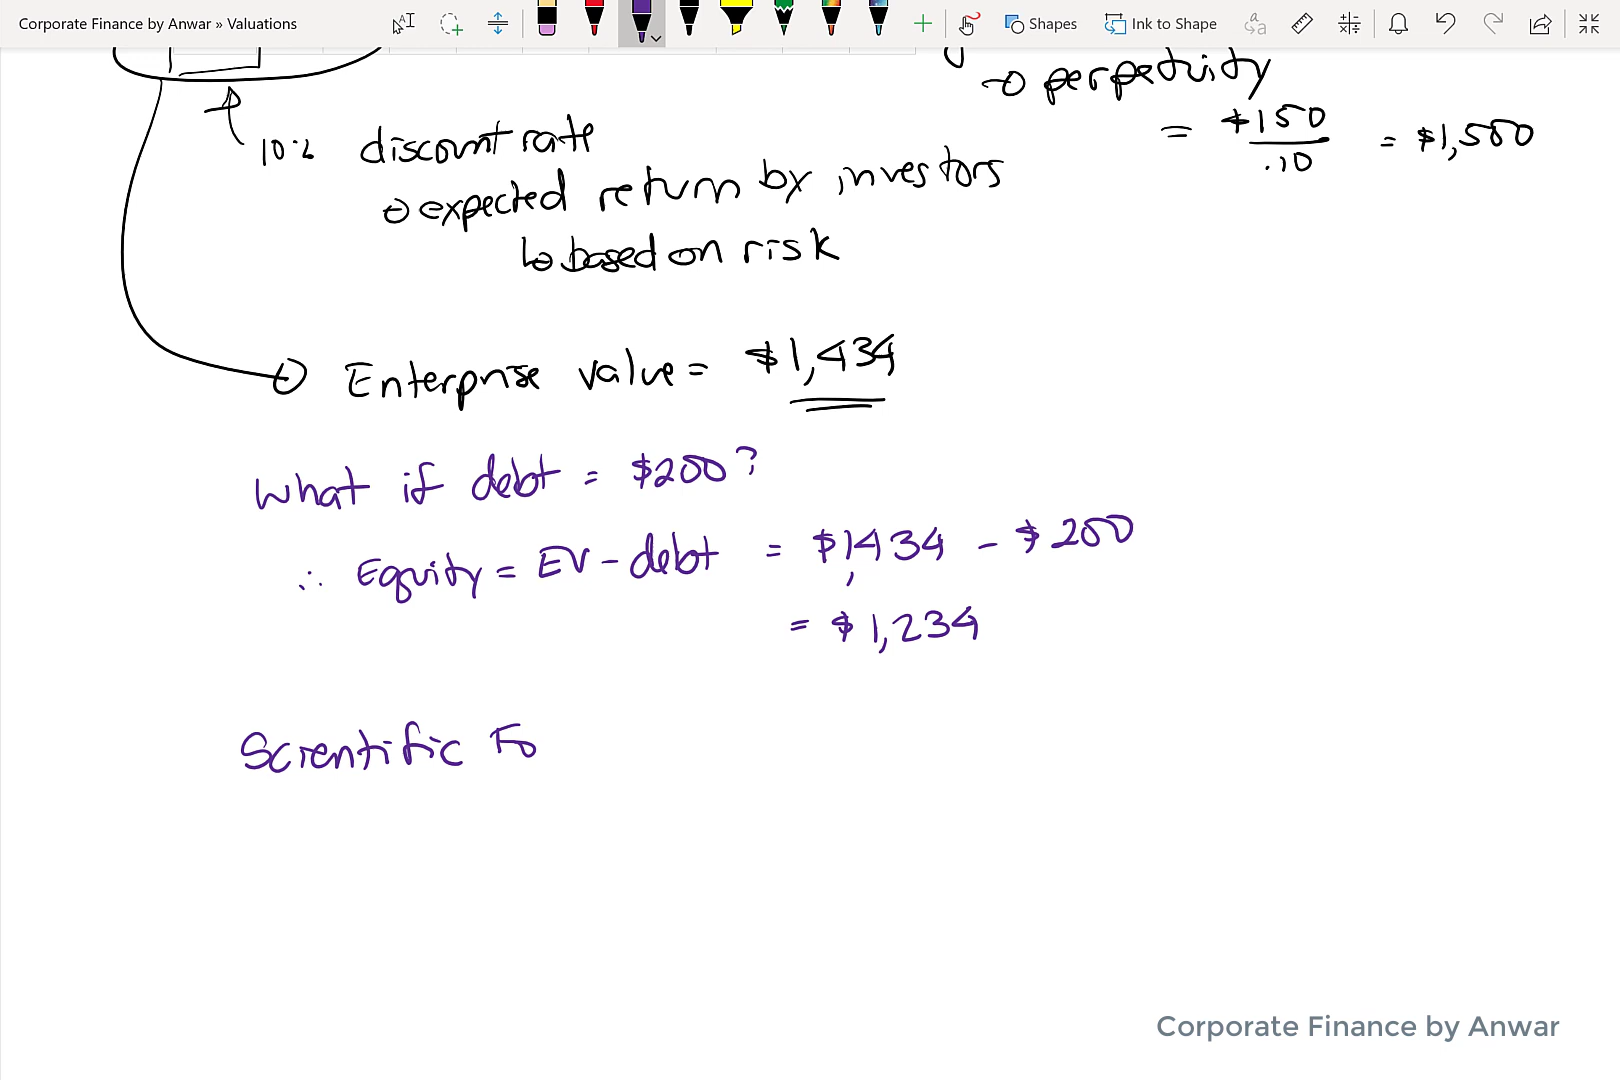 Corporate Finance by Anwar » Valuations
Shapes
Ink to Shape
→ perpetuity
= $150 / .10 = $1,500
10% discount rate
→ expected return by investors
↳ based on risk
→ Enterprise value = $1,434
What if debt = $200?
∴ Equity = EV - debt = $1,434 - $200
= $1,234
Scientific Fo
Corporate Finance by Anwar